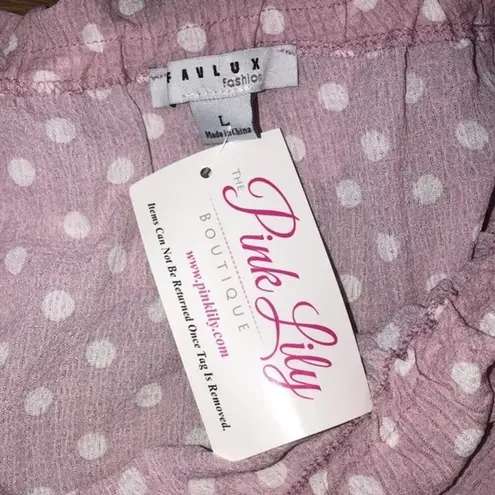 FAVLUX
fashion
L
Made in China
THE
Pink Lily
BOUTIQUE
www.pinklily.com
Items Can Not Be Returned Once Tag Is Removed.